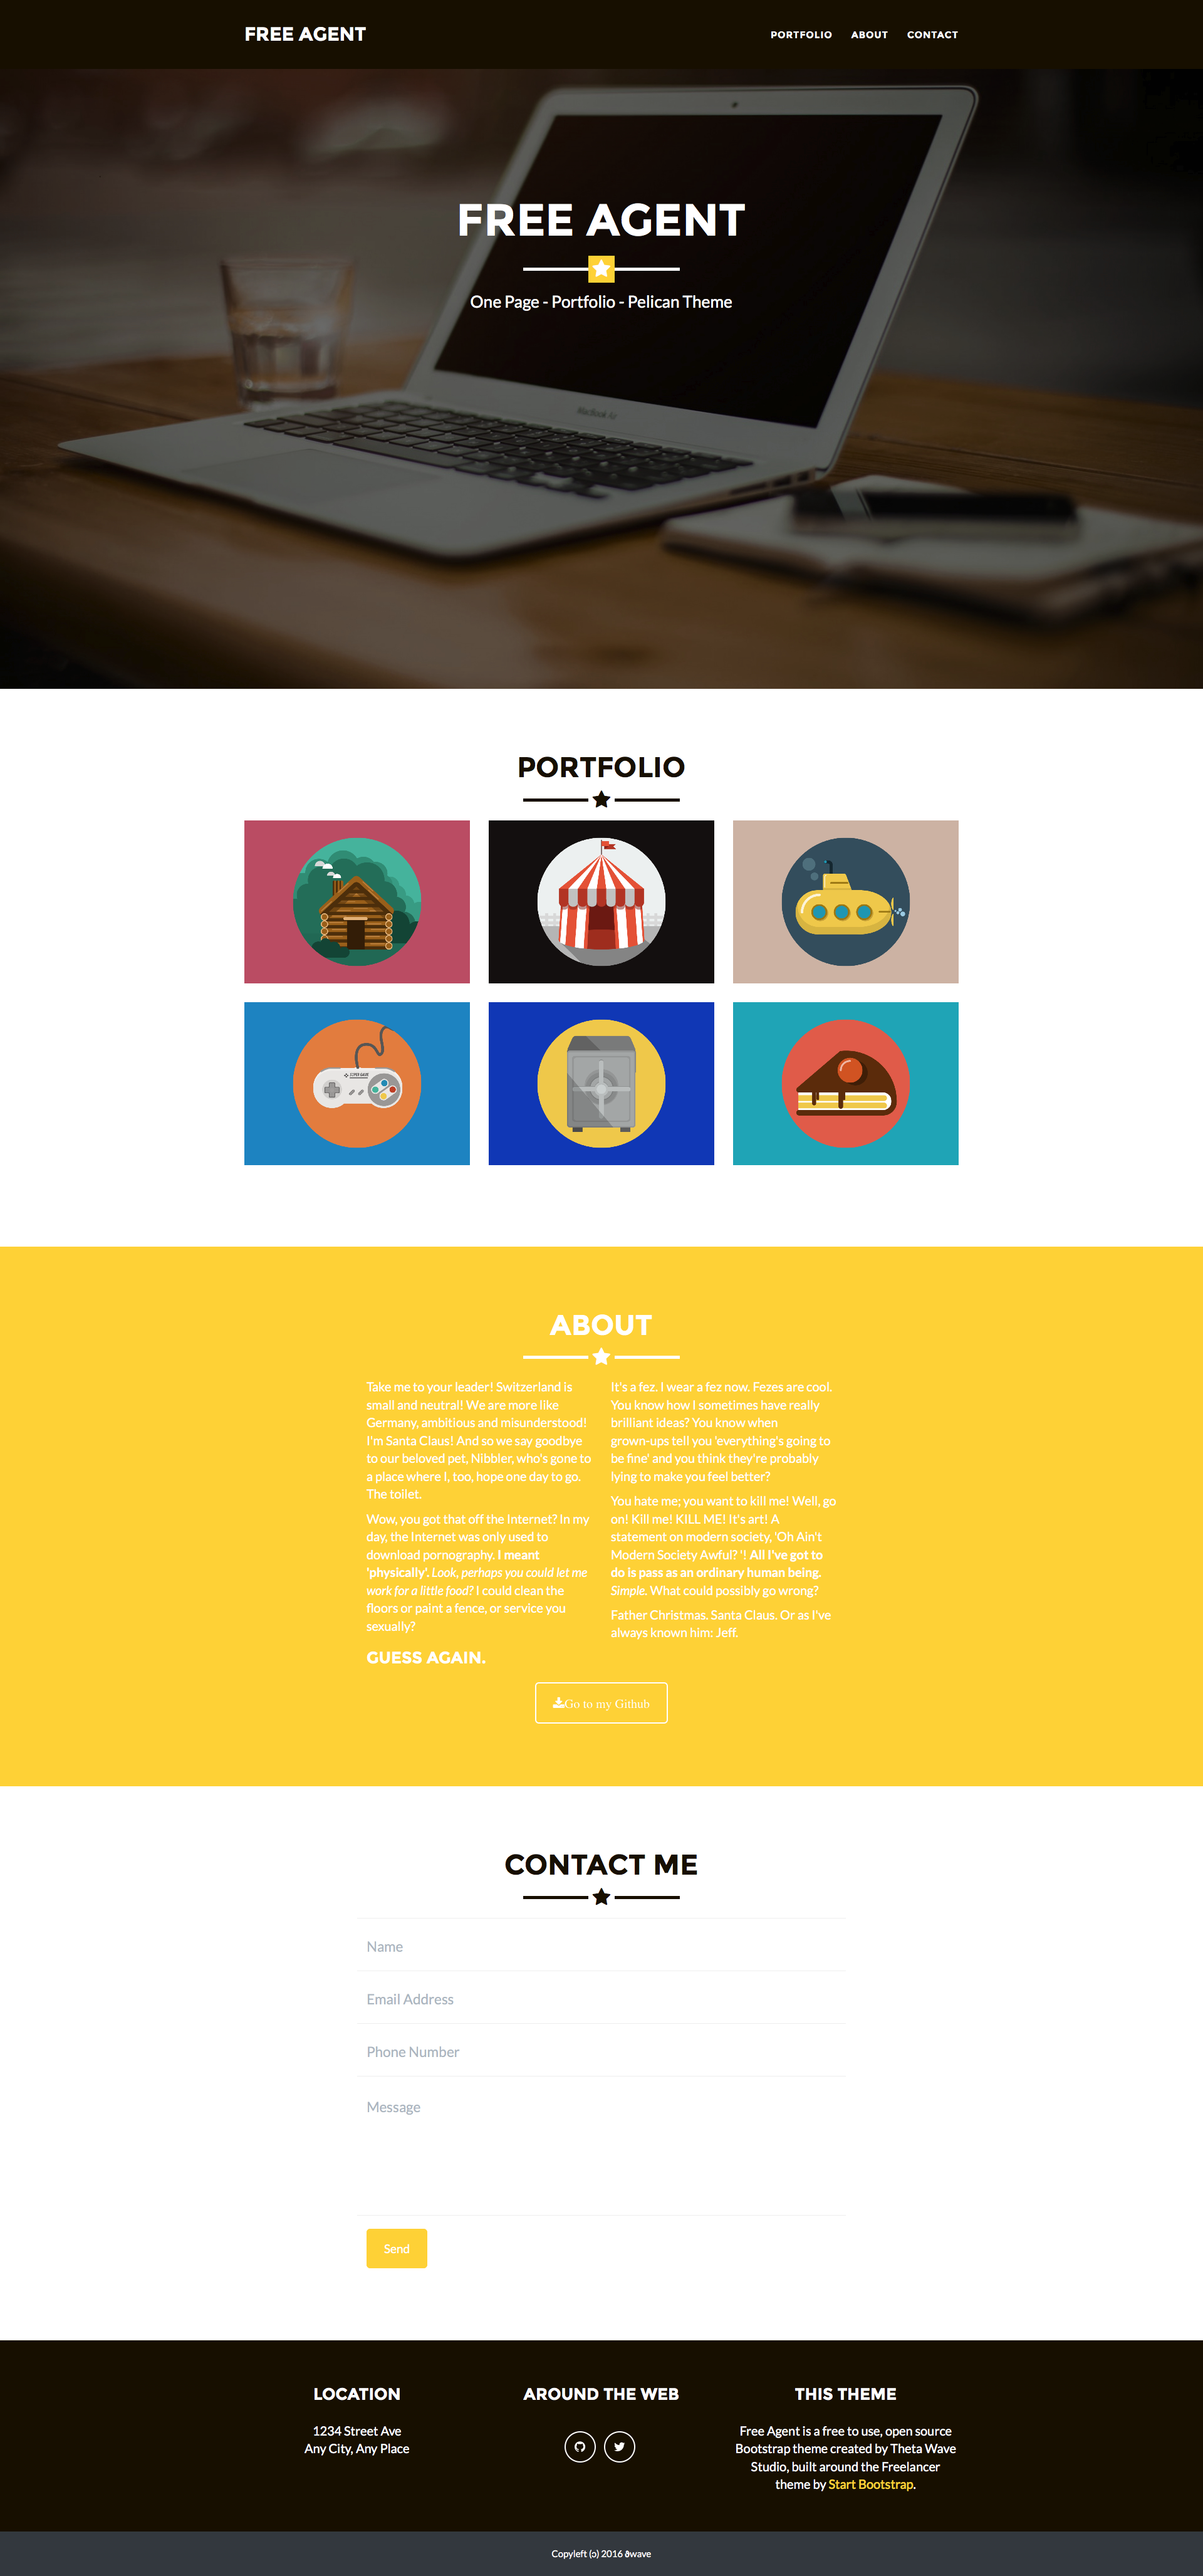 FREE AGENT
PORTFOLIO ABOUT CONTACT
FREE AGENT
One Page - Portfolio - Pelican Theme
MacBook Air
PORTFOLIO
SUPER GAME
ABOUT
Take me to your leader! Switzerland is
small and neutral! We are more like
Germany, ambitious and misunderstood!
I'm Santa Claus! And so we say goodbye
to our beloved pet, Nibbler, who's gone to
a place where I, too, hope one day to go.
The toilet.
Wow, you got that off the Internet? In my
day, the Internet was only used to
download pornography. I meant
'physically'. Look, perhaps you could let me
work for a little food? I could clean the
floors or paint a fence, or service you
sexually?
GUESS AGAIN.
It's a fez. I wear a fez now. Fezes are cool.
You know how I sometimes have really
brilliant ideas? You know when
grown-ups tell you 'everything's going to
be fine' and you think they're probably
lying to make you feel better?
You hate me; you want to kill me! Well, go
on! Kill me! KILL ME! It's art! A
statement on modern society, 'Oh Ain't
Modern Society Awful? '! All I've got to
do is pass as an ordinary human being.
Simple. What could possibly go wrong?
Father Christmas. Santa Claus. Or as I've
always known him: Jeff.
Go to my Github
CONTACT ME
Name
Email Address
Phone Number
Message
Send
LOCATION
1234 Street Ave
Any City, Any Place
AROUND THE WEB
THIS THEME
Free Agent is a free to use, open source
Bootstrap theme created by Theta Wave
Studio, built around the Freelancer
theme by Start Bootstrap.
Copyleft (ↄ) 2016 ϑwave